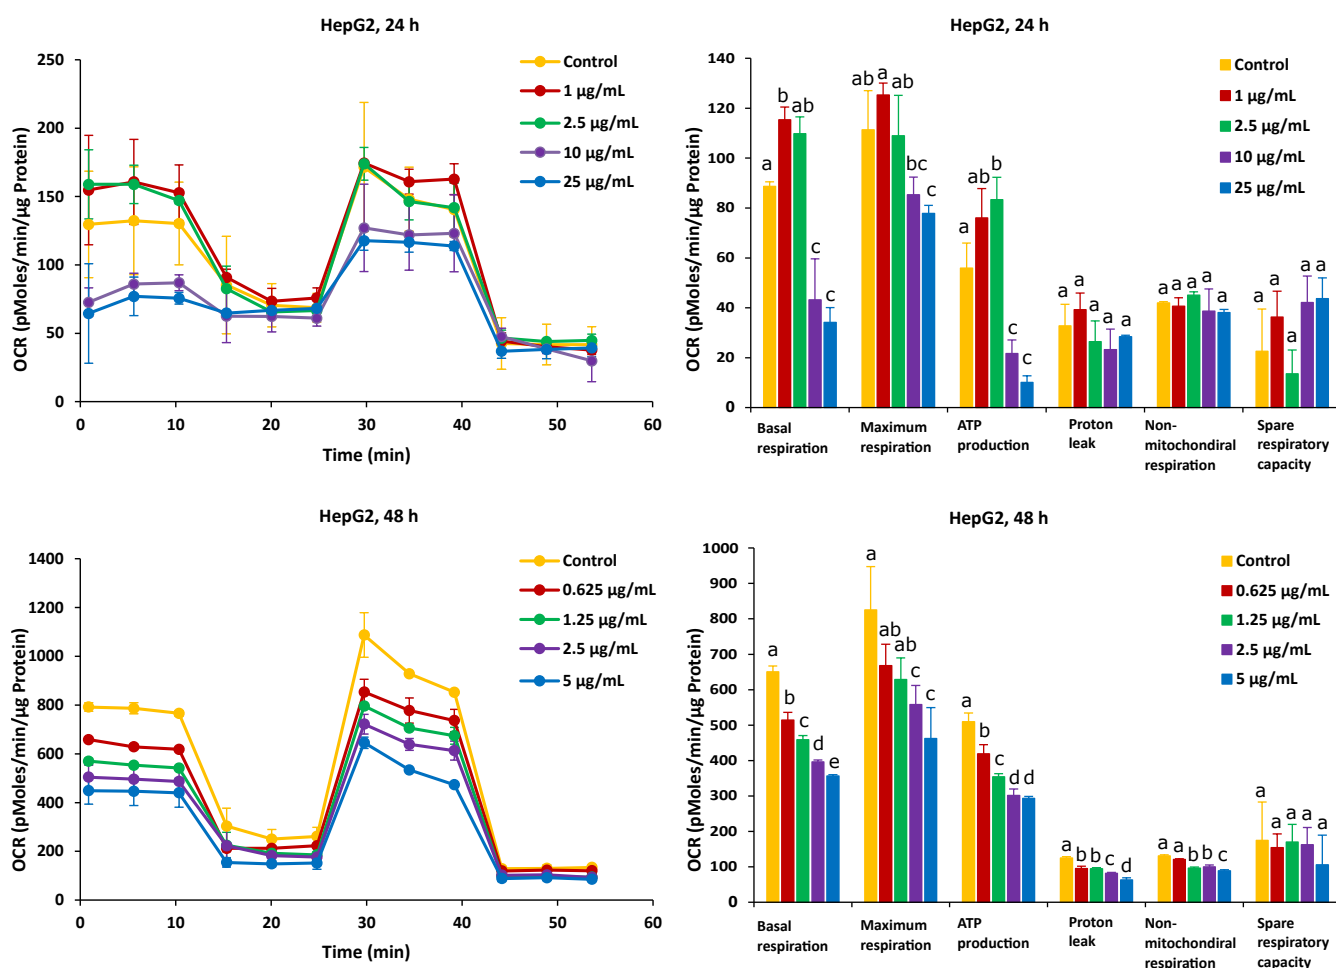 HepG2, 24 h
OCR (pMoles/min/µg Protein)
250
200
150
100
50
0
0 10 20 30 40 50 60
Time (min)
Control
1 µg/mL
2.5 µg/mL
10 µg/mL
25 µg/mL
HepG2, 24 h
OCR (pMoles/min/µg Protein)
140
120
100
80
60
40
20
0
a b ab c c
ab a ab bc c
a ab b c c
a a a a a
a a a a a
a a a a a
Control
1 µg/mL
2.5 µg/mL
10 µg/mL
25 µg/mL
Basal
respiration
Maximum
respiration
ATP
production
Proton
leak
Non-
mitochondiral
respiration
Spare
respiratory
capacity
HepG2, 48 h
OCR (pMoles/min/µg Protein)
1400
1200
1000
800
600
400
200
0
0 10 20 30 40 50 60
Time (min)
Control
0.625 µg/mL
1.25 µg/mL
2.5 µg/mL
5 µg/mL
HepG2, 48 h
OCR (pMoles/min/µg Protein)
1000
900
800
700
600
500
400
300
200
100
0
a b c d e
a ab ab c c
a b c d d
a b b c d
a a b b c
a a a a a
Control
0.625 µg/mL
1.25 µg/mL
2.5 µg/mL
5 µg/mL
Basal
respiration
Maximum
respiration
ATP
production
Proton
leak
Non-
mitochondiral
respiration
Spare
respiratory
capacity